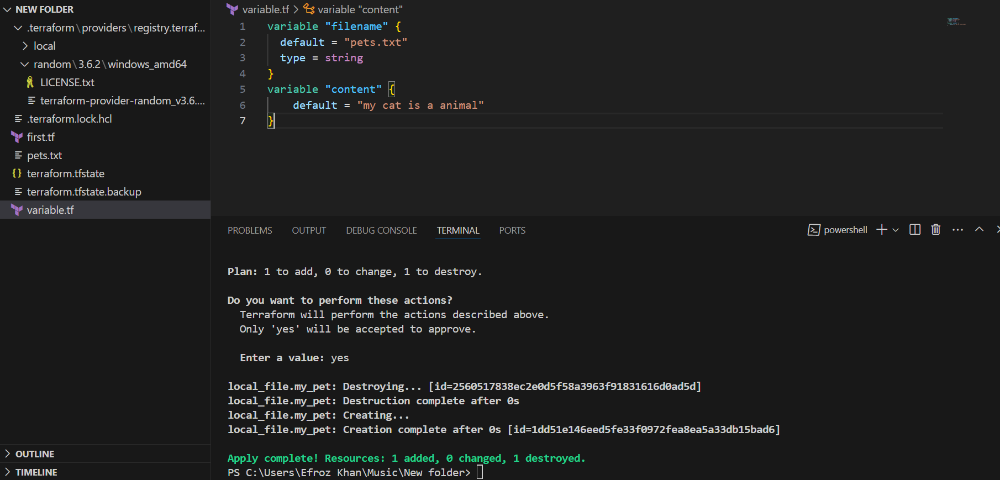 NEW FOLDER
.terraform\providers\registry.terraf...
local
random\3.6.2\windows_amd64
LICENSE.txt
terraform-provider-random_v3.6....
.terraform.lock.hcl
first.tf
pets.txt
terraform.tfstate
terraform.tfstate.backup
variable.tf
OUTLINE
TIMELINE
variable.tf > variable "content"
1 variable "filename" {
2   default = "pets.txt"
3   type = string
4 }
5 variable "content" {
6     default = "my cat is a animal"
7 }
PROBLEMS OUTPUT DEBUG CONSOLE TERMINAL PORTS powershell
Plan: 1 to add, 0 to change, 1 to destroy.
Do you want to perform these actions?
  Terraform will perform the actions described above.
  Only 'yes' will be accepted to approve.
  Enter a value: yes
local_file.my_pet: Destroying... [id=2560517838ec2e0d5f58a3963f91831616d0ad5d]
local_file.my_pet: Destruction complete after 0s
local_file.my_pet: Creating...
local_file.my_pet: Creation complete after 0s [id=1dd51e146eed5fe33f0972fea8ea5a33db15bad6]
Apply complete! Resources: 1 added, 0 changed, 1 destroyed.
PS C:\Users\Efroz Khan\Music\New folder>